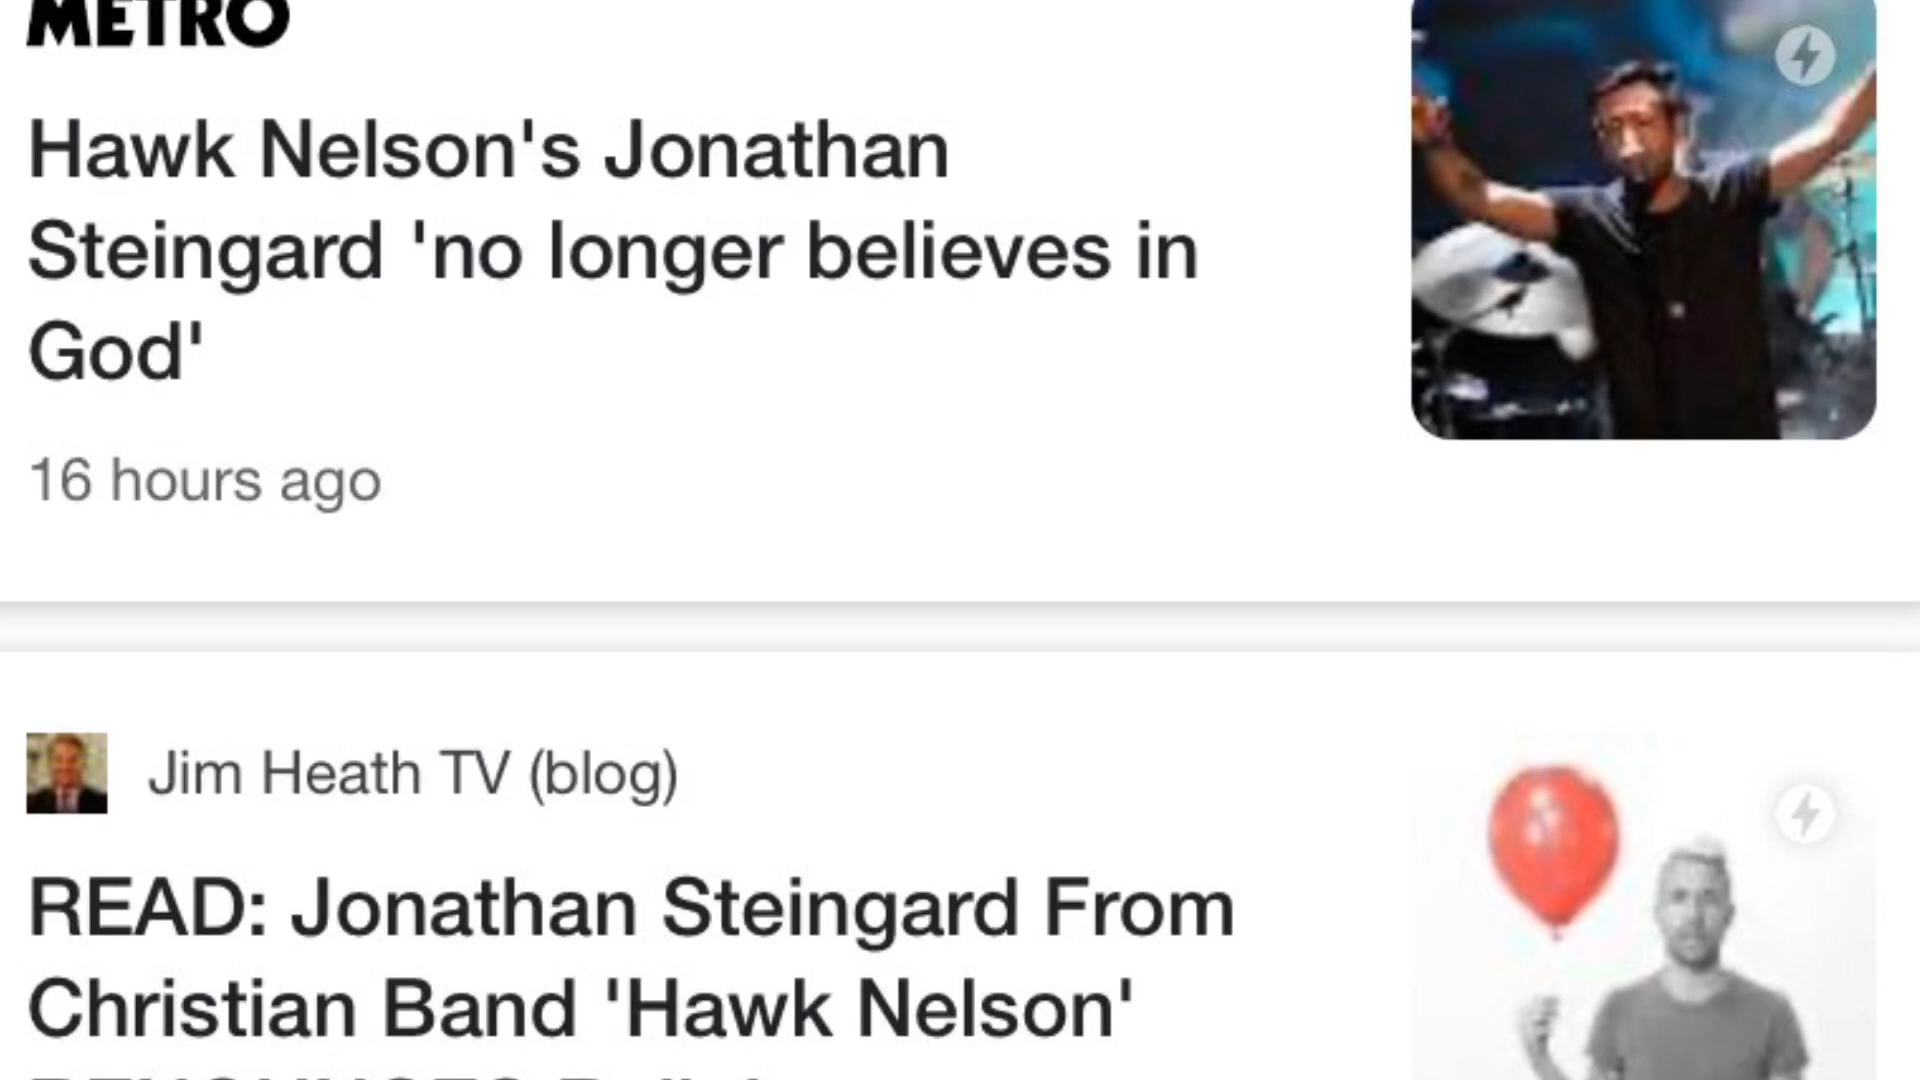 METRO
Hawk Nelson's Jonathan
Steingard 'no longer believes in
God'
16 hours ago
Jim Heath TV (blog)
READ: Jonathan Steingard From
Christian Band 'Hawk Nelson'